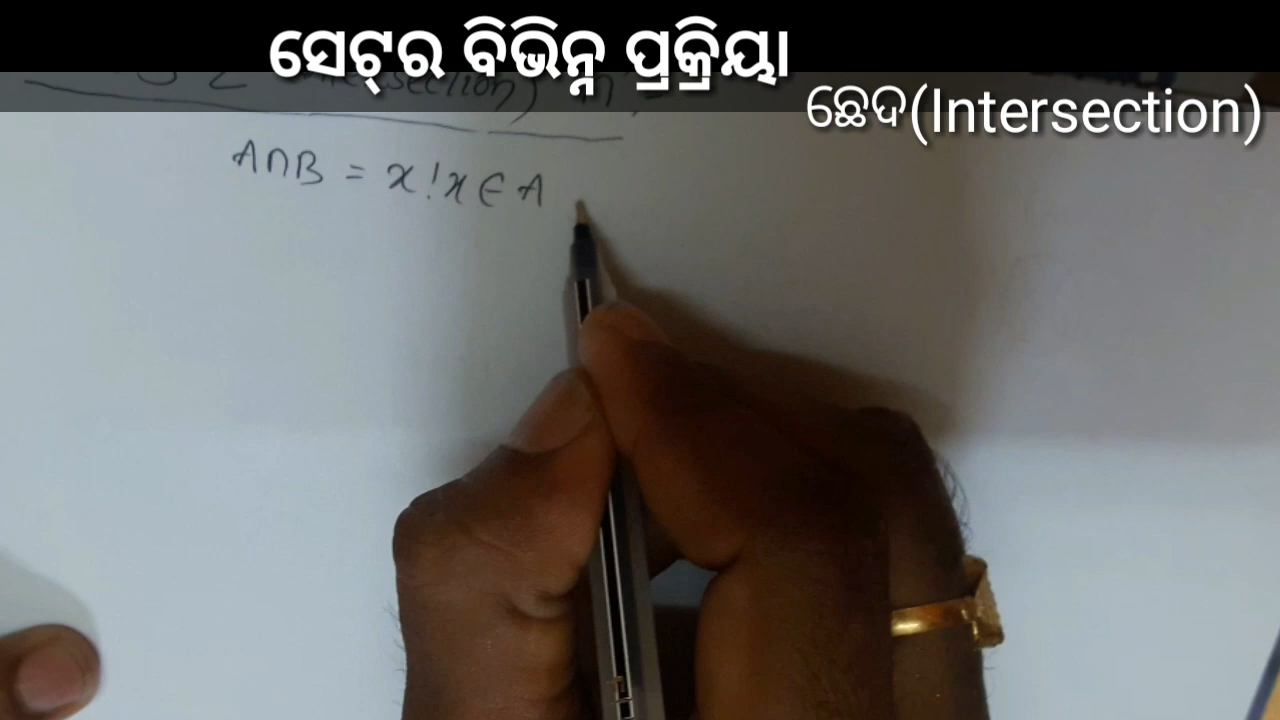 ସେଟ୍‌ର ବିଭିନ୍ନ ପ୍ରକ୍ରିୟା
ଛେଦ(Intersection)
A∩B = x!x∈A